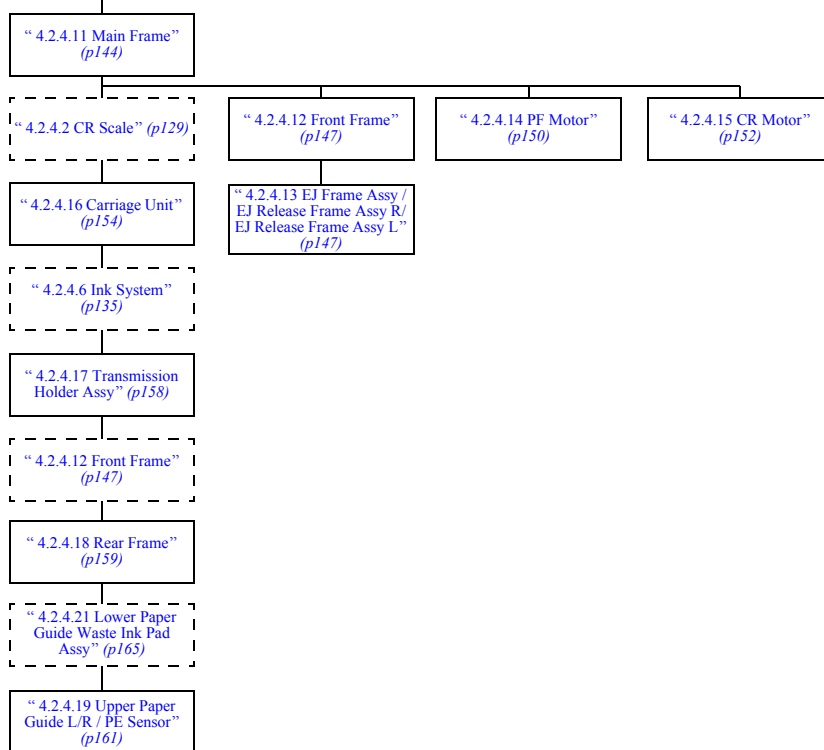 “ 4.2.4.11 Main Frame”
(p144)
“ 4.2.4.2 CR Scale” (p129)
“ 4.2.4.12 Front Frame”
(p147)
“ 4.2.4.14 PF Motor”
(p150)
“ 4.2.4.15 CR Motor”
(p152)
“ 4.2.4.16 Carriage Unit”
(p154)
“ 4.2.4.13 EJ Frame Assy /
EJ Release Frame Assy R/
EJ Release Frame Assy L”
(p147)
“ 4.2.4.6 Ink System”
(p135)
“ 4.2.4.17 Transmission
Holder Assy” (p158)
“ 4.2.4.12 Front Frame”
(p147)
“ 4.2.4.18 Rear Frame”
(p159)
“ 4.2.4.21 Lower Paper
Guide Waste Ink Pad
Assy” (p165)
“ 4.2.4.19 Upper Paper
Guide L/R / PE Sensor”
(p161)